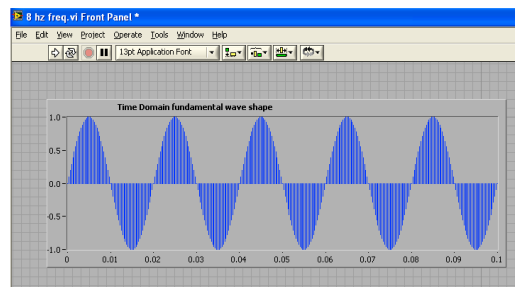 8 hz freq.vi Front Panel *
File Edit View Project Operate Tools Window Help
13pt Application Font
Time Domain fundamental wave shape
1.0
0.5
0.0
-0.5
-1.0
0 0.01 0.02 0.03 0.04 0.05 0.06 0.07 0.08 0.09 0.1